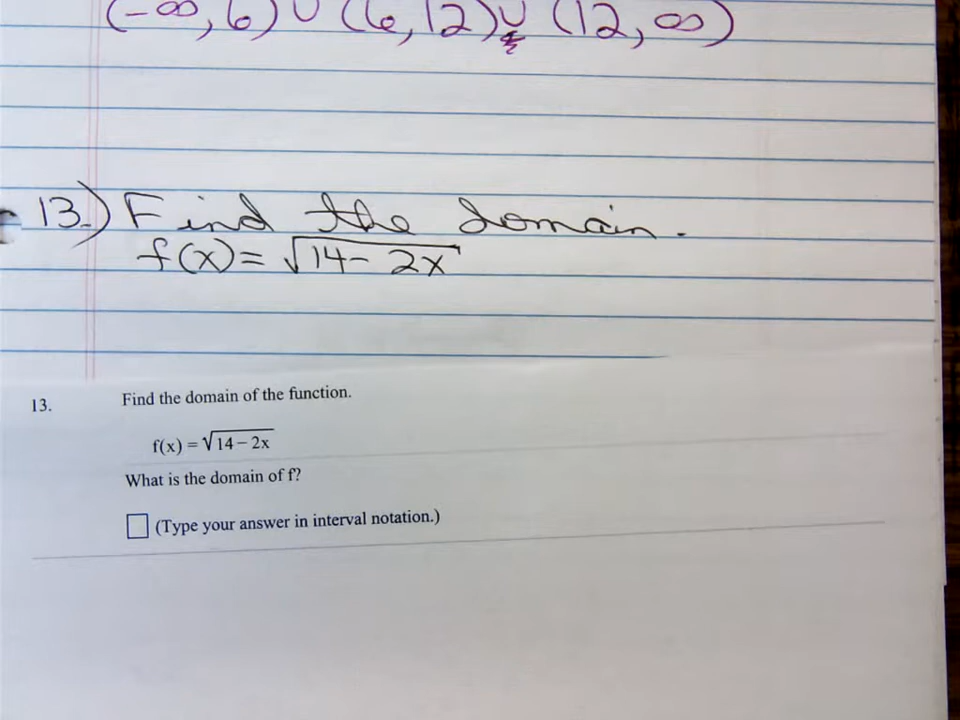 (-∞, 6) ∪ (6, 12) ∪ (12, ∞)
13.) Find the domain.
f(x) = √14 - 2x
13. Find the domain of the function.
f(x) = √14 - 2x
What is the domain of f?
(Type your answer in interval notation.)